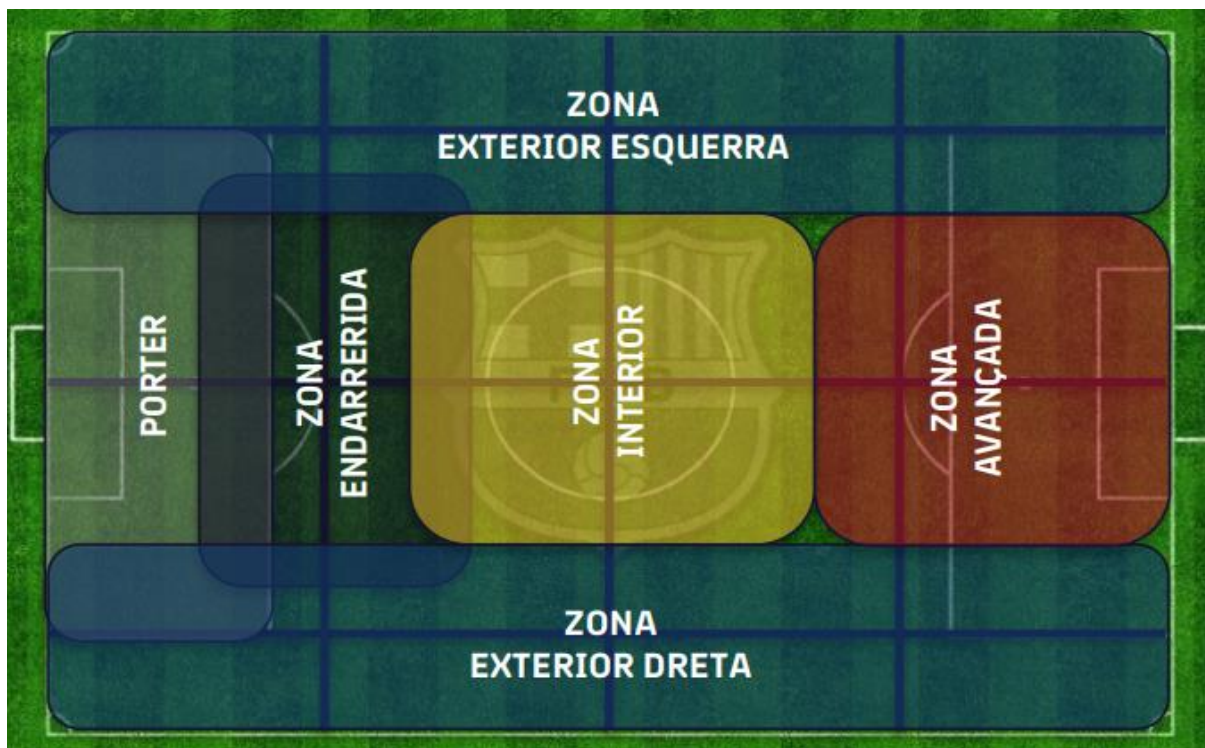 ZONA
EXTERIOR ESQUERRA
PORTER
ZONA
ENDARRERIDA
ZONA
INTERIOR
ZONA
AVANÇADA
ZONA
EXTERIOR DRETA